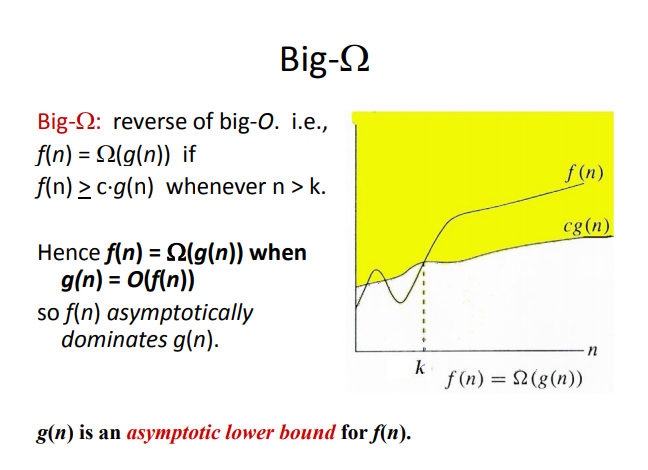 Big-Ω
Big-Ω: reverse of big-O. i.e.,
f(n) = Ω(g(n)) if
f(n) ≥ c·g(n) whenever n > k.
Hence f(n) = Ω(g(n)) when
g(n) = O(f(n))
so f(n) asymptotically
dominates g(n).
f(n)
cg(n)
n
k
f(n) = Ω(g(n))
g(n) is an asymptotic lower bound for f(n).